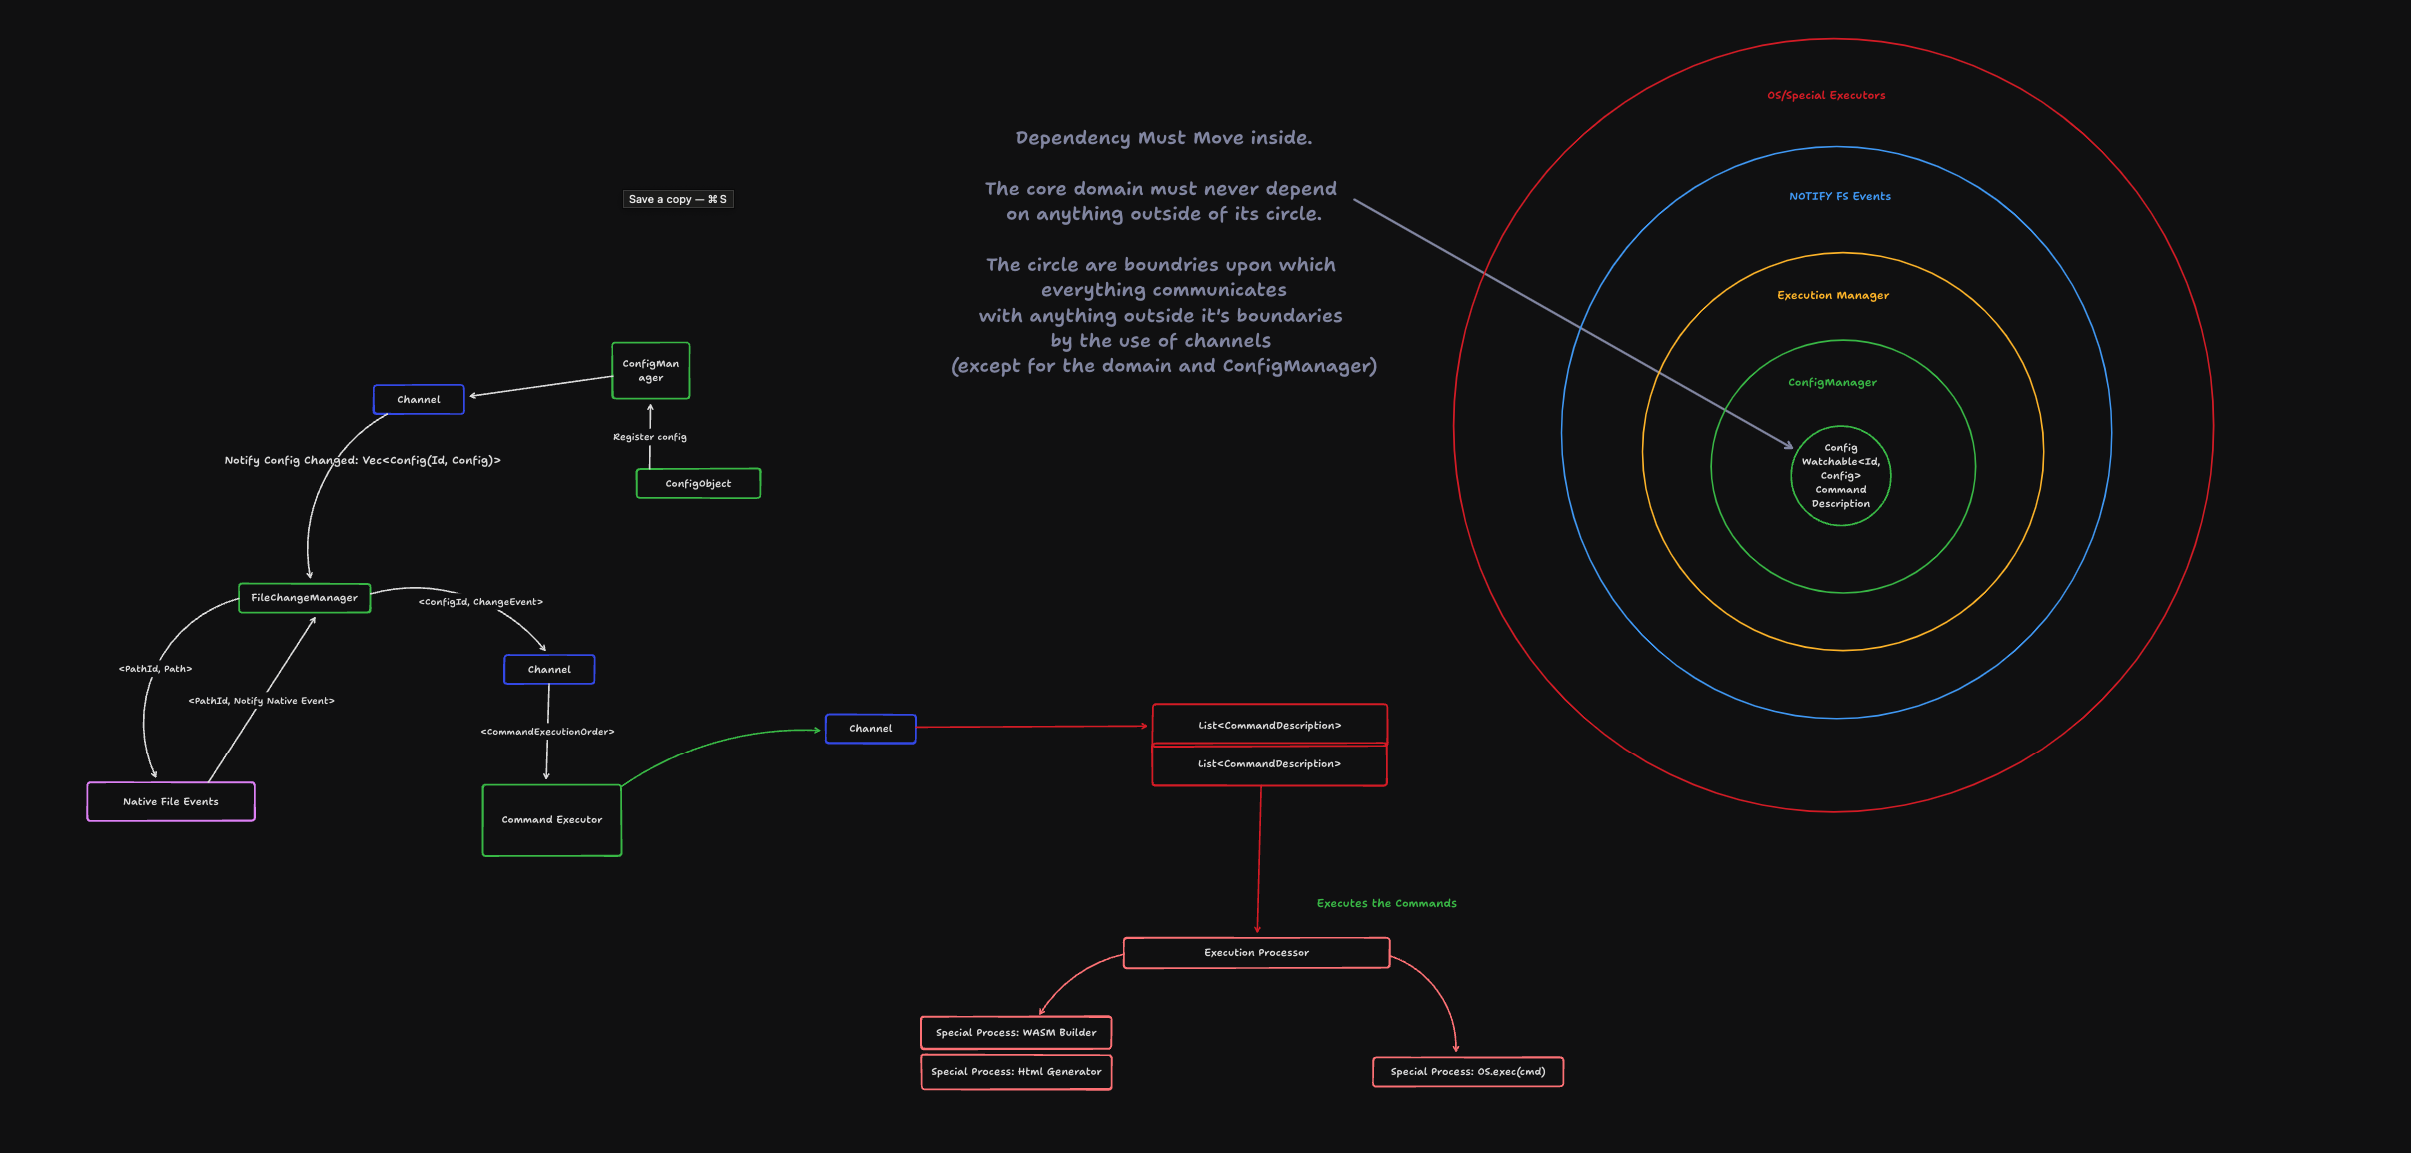 OS/Special Executors
Dependency Must Move inside.
The core domain must never depend
on anything outside of its circle.
The circle are boundries upon which
everything communicates
with anything outside it's boundaries
by the use of channels
(except for the domain and ConfigManager)
Save a copy — ⌘ S
NOTIFY FS Events
Execution Manager
ConfigManager
Config
Watchable<Id,
Config>
Command
Description
ConfigMan
ager
Channel
Register config
ConfigObject
Notify Config Changed: Vec<Config(Id, Config)>
FileChangeManager
<ConfigId, ChangeEvent>
<PathId, Path>
<PathId, Notify Native Event>
Native File Events
Channel
<CommandExecutionOrder>
Command Executor
Channel
List<CommandDescription>
List<CommandDescription>
Executes the Commands
Execution Processor
Special Process: WASM Builder
Special Process: Html Generator
Special Process: OS.exec(cmd)